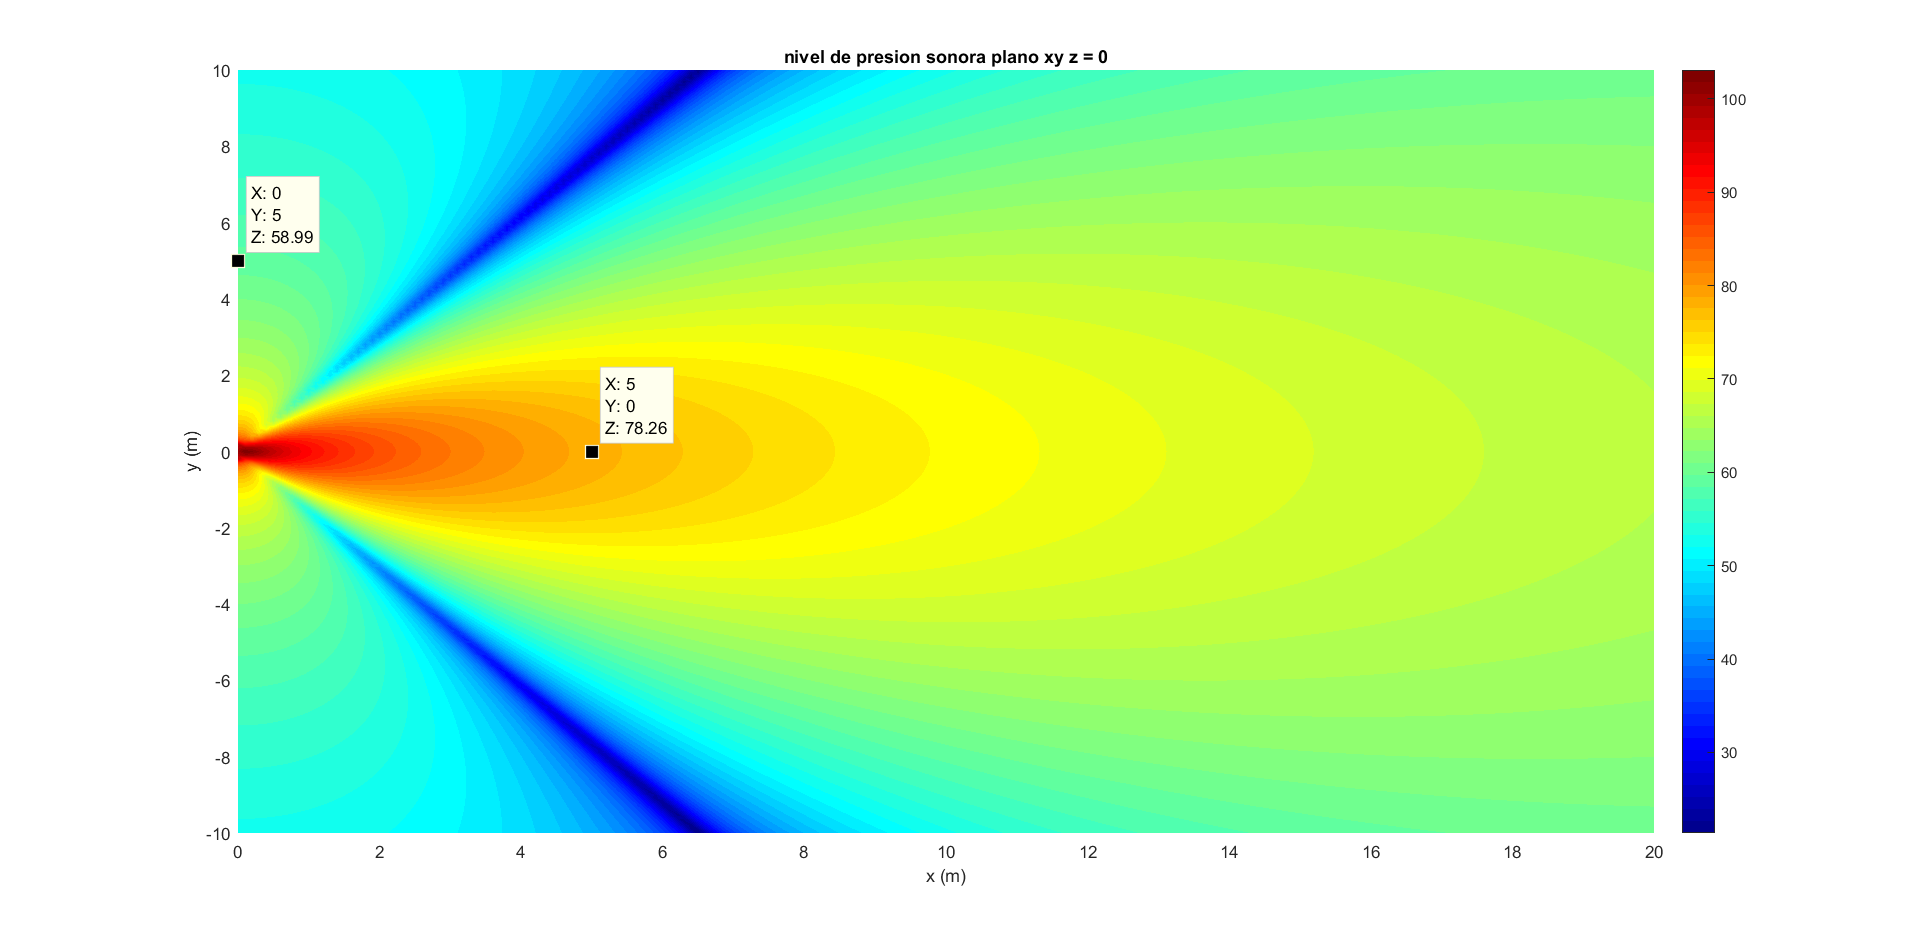 nivel de presion sonora plano xy z = 0
10
8
6
4
2
0
-2
-4
-6
-8
-10
y (m)
X: 0
Y: 5
Z: 58.99
X: 5
Y: 0
Z: 78.26
0 2 4 6 8 10 12 14 16 18 20
x (m)
100
90
80
70
60
50
40
30